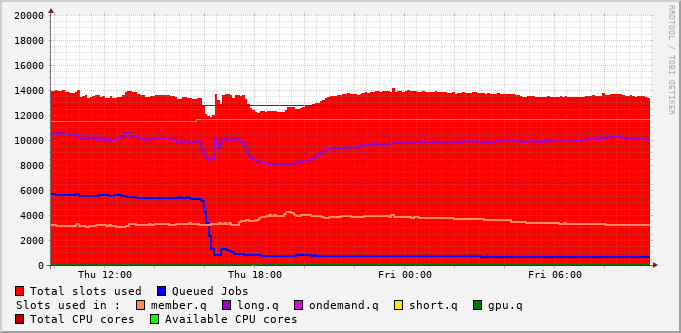 20000
18000
16000
14000
12000
10000
8000
6000
4000
2000
0
Thu 12:00 Thu 18:00 Fri 00:00 Fri 06:00
Total slots used Queued Jobs
Slots used in : member.q long.q ondemand.q short.q gpu.q
Total CPU cores Available CPU cores
RRDTOOL / TOBI OETIKER